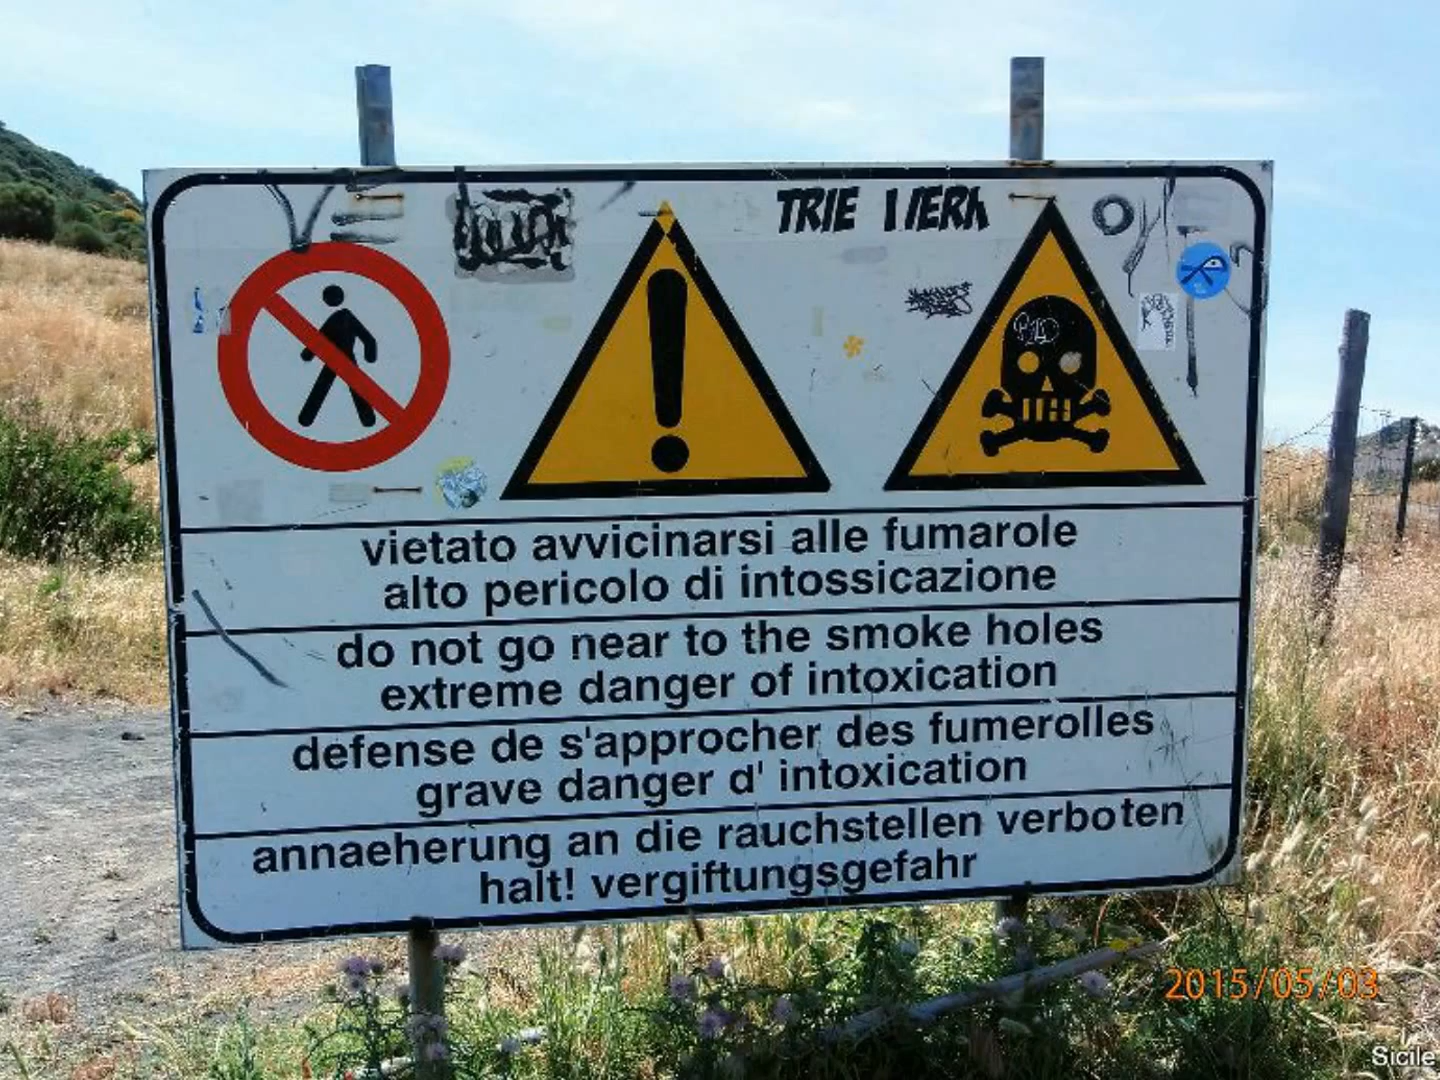 vietato avvicinarsi alle fumarole
alto pericolo di intossicazione
do not go near to the smoke holes
extreme danger of intoxication
defense de s'approcher des fumerolles
grave danger d' intoxication
annaeherung an die rauchstellen verboten
halt! vergiftungsgefahr
2015/05/03
Sicile